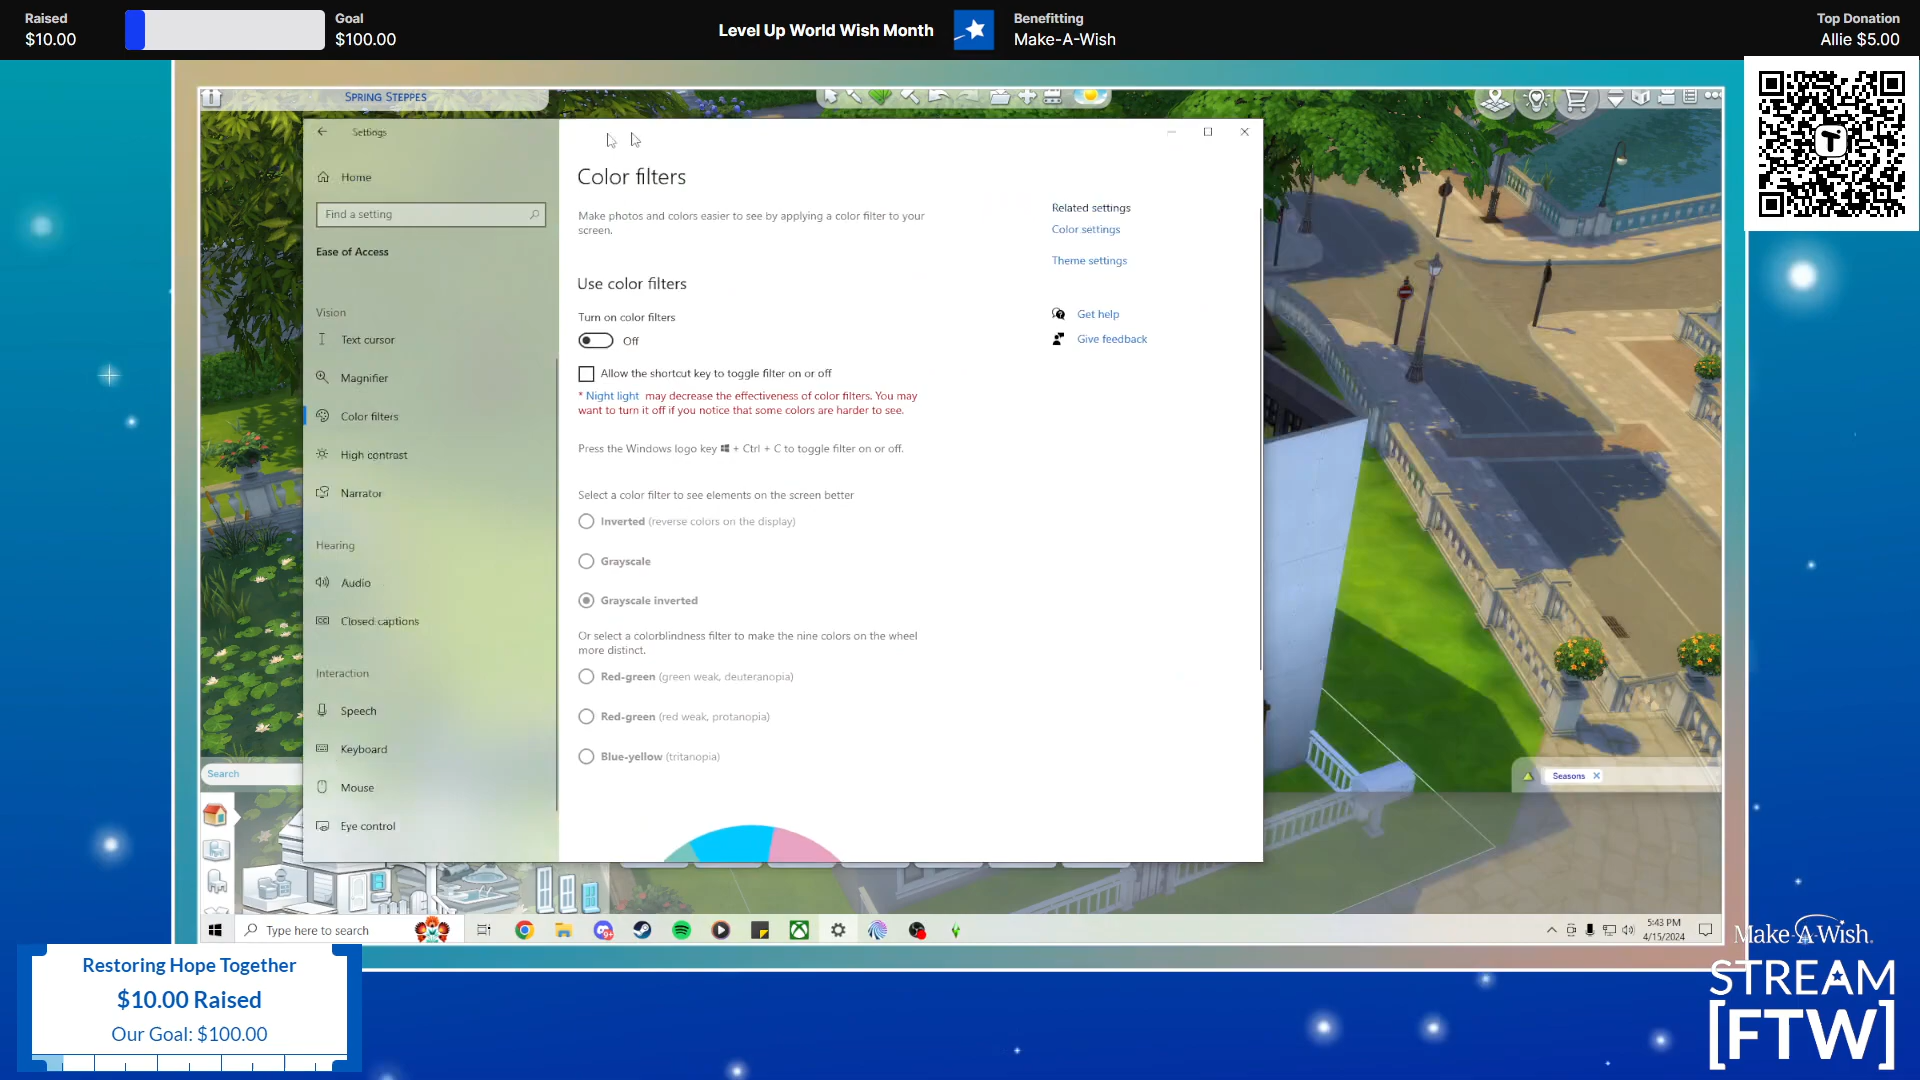 Raised
$10.00
Goal
$100.00
Level Up World Wish Month
Benefitting
Make-A-Wish
Top Donation
Allie $5.00
SPRING STEPPES
Settings
Home
Find a setting
Ease of Access
Vision
Text cursor
Magnifier
Color filters
High contrast
Narrator
Hearing
Audio
Closed captions
Interaction
Speech
Keyboard
Mouse
Eye control
Color filters
Make photos and colors easier to see by applying a color filter to your
screen.
Use color filters
Turn on color filters
Off
Allow the shortcut key to toggle filter on or off
* Night light may decrease the effectiveness of color filters. You may
want to turn it off if you notice that some colors are harder to see.
Press the Windows logo key + Ctrl + C to toggle filter on or off.
Select a color filter to see elements on the screen better
Inverted (reverse colors on the display)
Grayscale
Grayscale inverted
Or select a colorblindness filter to make the nine colors on the wheel
more distinct.
Red-green (green weak, deuteranopia)
Red-green (red weak, protanopia)
Blue-yellow (tritanopia)
Related settings
Color settings
Theme settings
Get help
Give feedback
Search
Seasons
Type here to search
5:43 PM
4/15/2024
Restoring Hope Together
$10.00 Raised
Our Goal: $100.00
Make-A-Wish.
STREAM
[FTW]